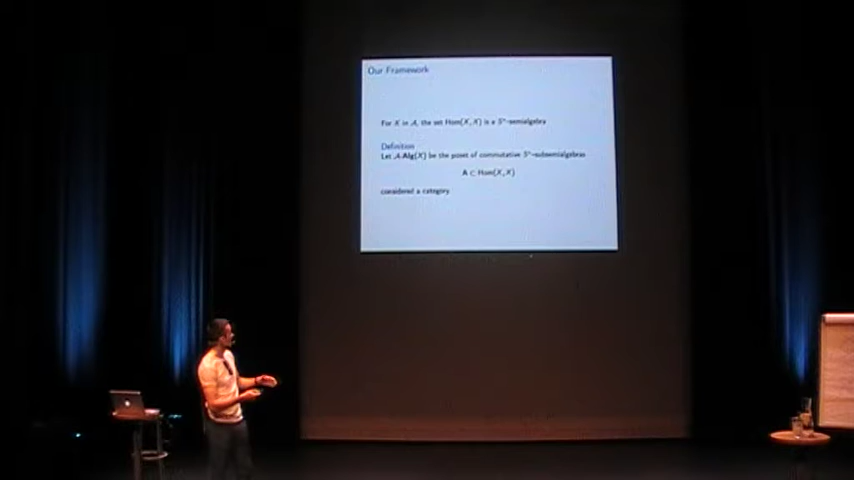 Our Framework
For X in 𝒜, the set Hom(X, X) is a S*-semialgebra
Definition
Let 𝒜-Alg(X) be the poset of commutative S*-subsemialgebras
A ⊂ Hom(X, X)
considered a category